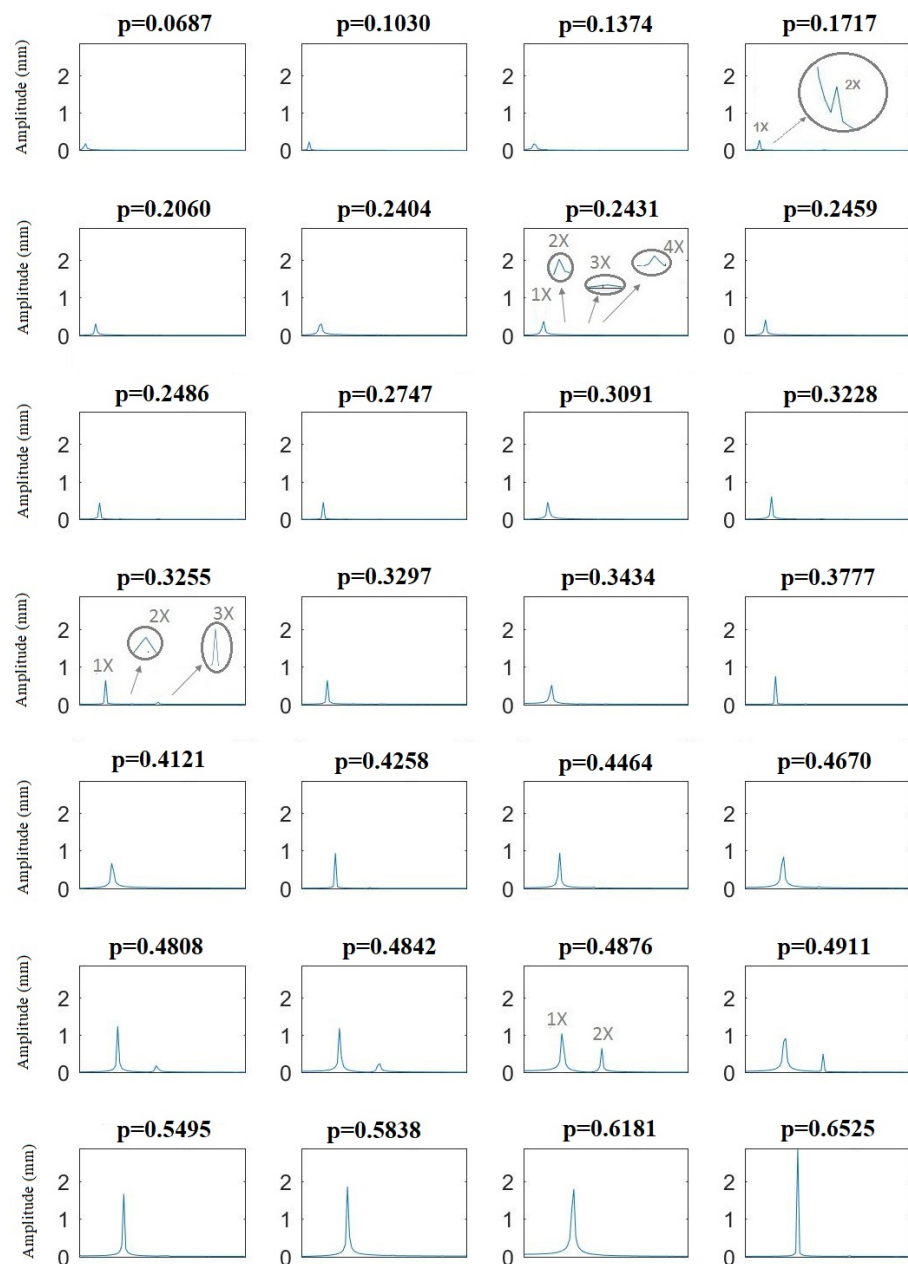 p=0.0687 p=0.1030 p=0.1374 p=0.1717
Amplitude (mm)
2 2 2 2
1 1 1 1
0 0 0 0
1X 2X
p=0.2060 p=0.2404 p=0.2431 p=0.2459
Amplitude (mm)
2 2 2 2
1 1 1 1
0 0 0 0
1X 2X 3X 4X
p=0.2486 p=0.2747 p=0.3091 p=0.3228
Amplitude (mm)
2 2 2 2
1 1 1 1
0 0 0 0
p=0.3255 p=0.3297 p=0.3434 p=0.3777
Amplitude (mm)
2 2 2 2
1 1 1 1
0 0 0 0
1X 2X 3X
p=0.4121 p=0.4258 p=0.4464 p=0.4670
Amplitude (mm)
2 2 2 2
1 1 1 1
0 0 0 0
p=0.4808 p=0.4842 p=0.4876 p=0.4911
Amplitude (mm)
2 2 2 2
1 1 1 1
0 0 0 0
1X 2X
p=0.5495 p=0.5838 p=0.6181 p=0.6525
Amplitude (mm)
2 2 2 2
1 1 1 1
0 0 0 0